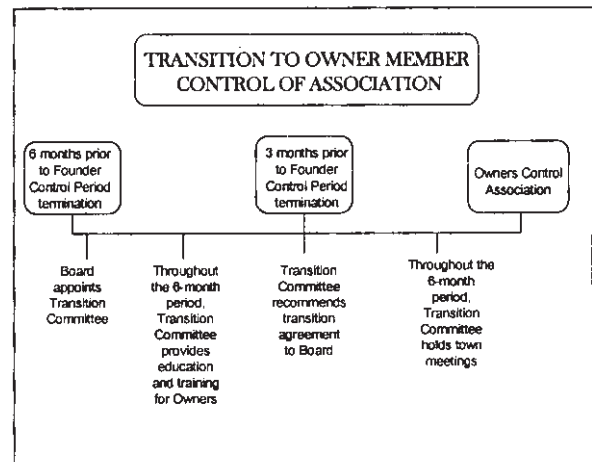 TRANSITION TO OWNER MEMBER
CONTROL OF ASSOCIATION
6 months prior
to Founder
Control Period
termination
3 months prior
to Founder
Control Period
termination
Owners Control
Association
Board
appoints
Transition
Committee
Throughout
the 6-month
period,
Transition
Committee
provides
education
and training
for Owners
Transition
Committee
recommends
transition
agreement
to Board
Throughout the
6-month
period,
Transition
Committee
holds town
meetings